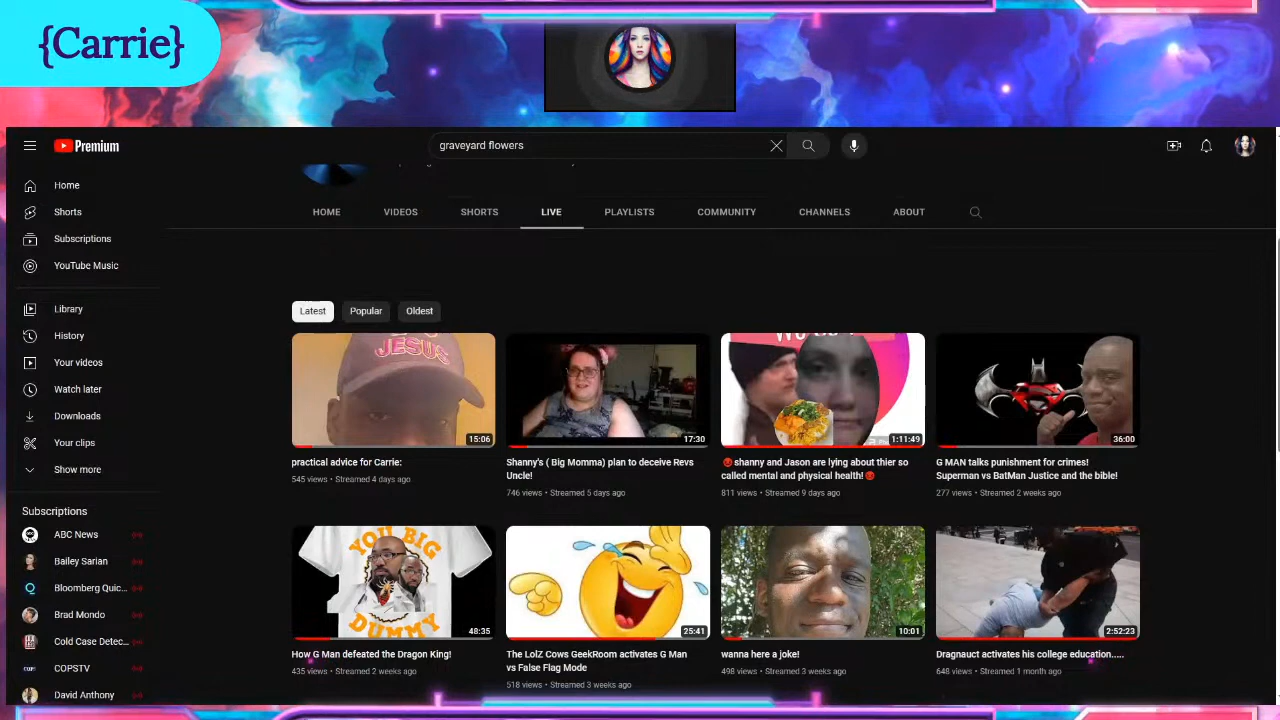 {Carrie}
Premium
graveyard flowers
Home
Shorts
Subscriptions
YouTube Music
Library
History
Your videos
Watch later
Downloads
Your clips
Show more
Subscriptions
ABC News
Bailey Sarian
Bloomberg Quic...
Brad Mondo
Cold Case Detec...
COPSTV
David Anthony
HOME VIDEOS SHORTS LIVE PLAYLISTS COMMUNITY CHANNELS ABOUT
Latest Popular Oldest
JESUS
15:06
practical advice for Carrie:
545 views • Streamed 4 days ago
17:30
Shanny's ( Big Momma) plan to deceive Revs
Uncle!
746 views • Streamed 5 days ago
1:11:49
😡shanny and Jason are lying about thier so
called mental and physical health!😡
811 views • Streamed 9 days ago
36:00
G MAN talks punishment for crimes!
Superman vs BatMan Justice and the bible!
277 views • Streamed 2 weeks ago
YOU BIG
DUMMY
48:35
How G Man defeated the Dragon King!
435 views • Streamed 2 weeks ago
25:41
The LolZ Cows GeekRoom activates G Man
vs False Flag Mode
518 views • Streamed 3 weeks ago
10:01
wanna here a joke!
498 views • Streamed 3 weeks ago
2:52:23
Dragnauct activates his college education.....
648 views • Streamed 1 month ago